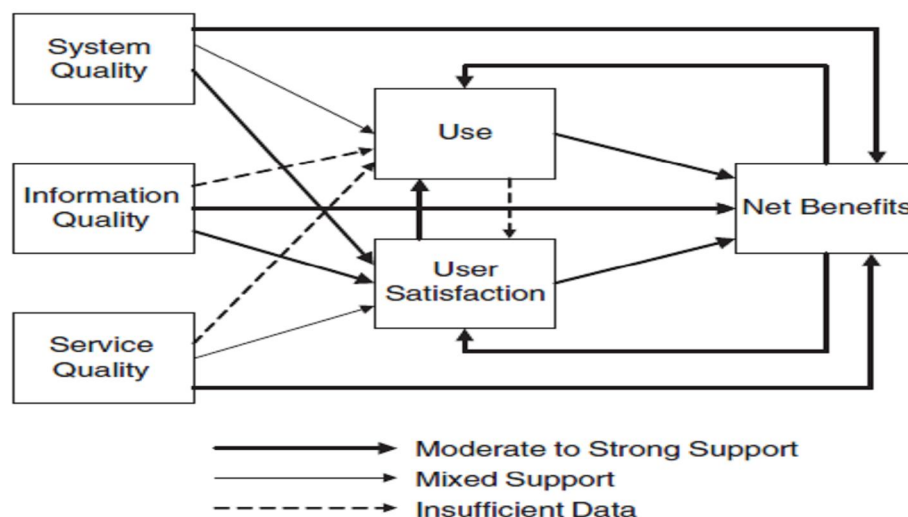 System
Quality
Use
Information
Quality
Net Benefits
User
Satisfaction
Service
Quality
Moderate to Strong Support
Mixed Support
Insufficient Data